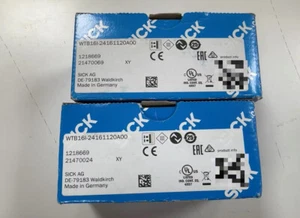 SICK
WTB16I-24161120A00
1218669
21470069 XY
SICK AG
DE-79183 Waldkirch
Made in Germany
SICK
WTB16I-24161120A00
1218669
21470024 XY
SICK AG
DE-79183 Waldkirch
Made in Germany